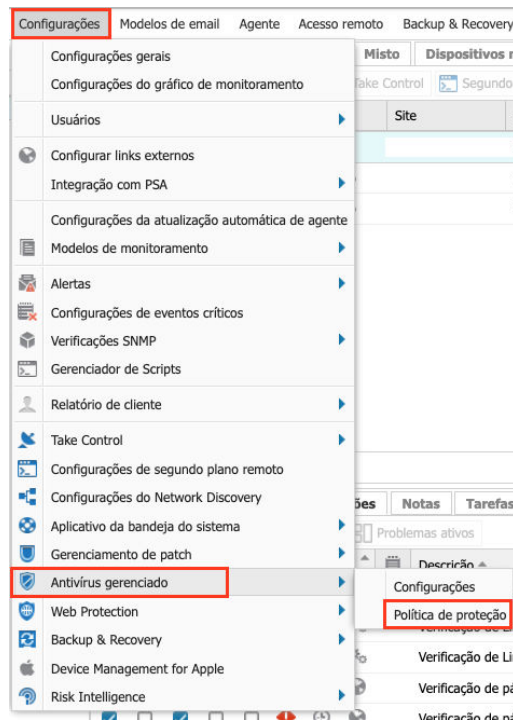 Configurações Modelos de email Agente Acesso remoto Backup & Recovery
Configurações gerais
Misto Dispositivos
Configurações do gráfico de monitoramento
Take Control Segundo
Usuários
Site
Configurar links externos
Integração com PSA
Configurações da atualização automática de agente
Modelos de monitoramento
Alertas
Configurações de eventos críticos
Verificações SNMP
Gerenciador de Scripts
Relatório de cliente
Take Control
Configurações de segundo plano remoto
Configurações do Network Discovery
ões Notas Tarefas
Aplicativo da bandeja do sistema
Problemas ativos
Gerenciamento de patch
Descrição
Antivírus gerenciado
Configurações
Web Protection
Política de proteção
Backup & Recovery
Verificação de Li
Device Management for Apple
Verificação de pá
Risk Intelligence
Verificação de pá